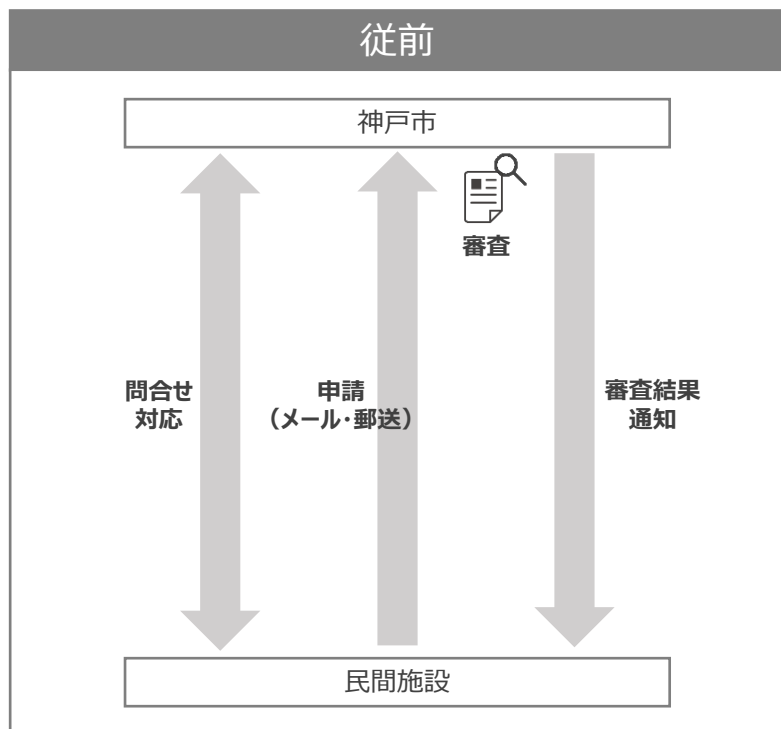 従前
神戸市
審査
問合せ
対応
申請
（メール・郵送）
審査結果
通知
民間施設